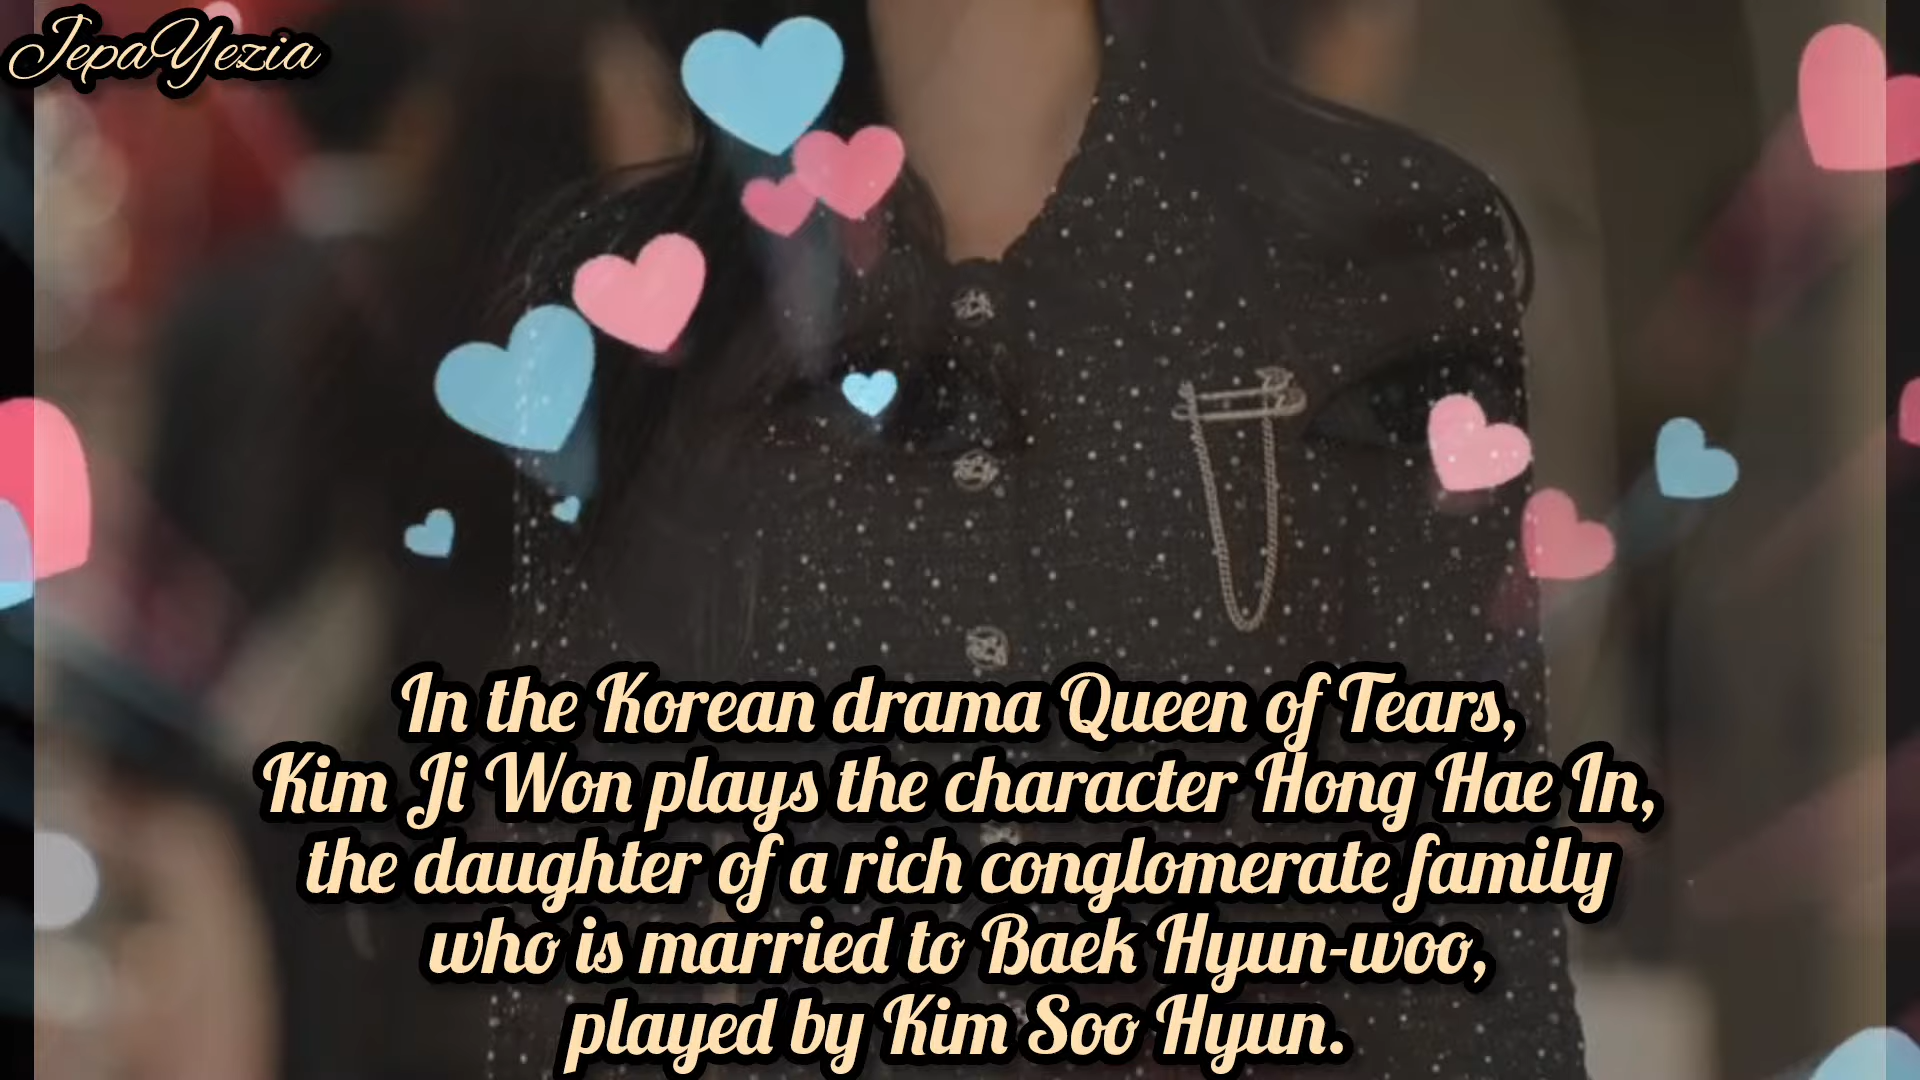 JepaYezia
In the Korean drama Queen of Tears,
Kim Ji Won plays the character Hong Hae In,
the daughter of a rich conglomerate family
who is married to Baek Hyun-woo,
played by Kim Soo Hyun.